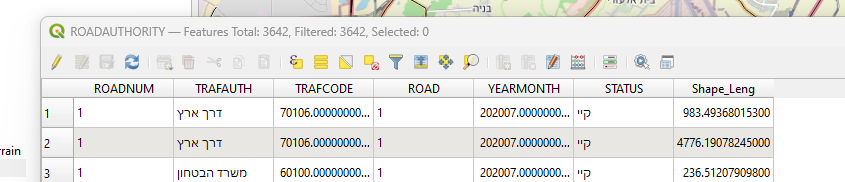 בניה
ROADAUTHORITY — Features Total: 3642, Filtered: 3642, Selected: 0
ROADNUM TRAFAUTH TRAFCODE ROAD YEARMONTH STATUS Shape_Leng
1 1 דרך ארץ 70106.00000000... 1 202007.0000000... קיי 983.49368015300
2 1 דרך ארץ 70106.00000000... 1 202007.0000000... קיי 4776.19078245000
rrain
3 1 משרד הבטחון 60100.00000000... 1 202007.0000000... קיי 236.51207909800